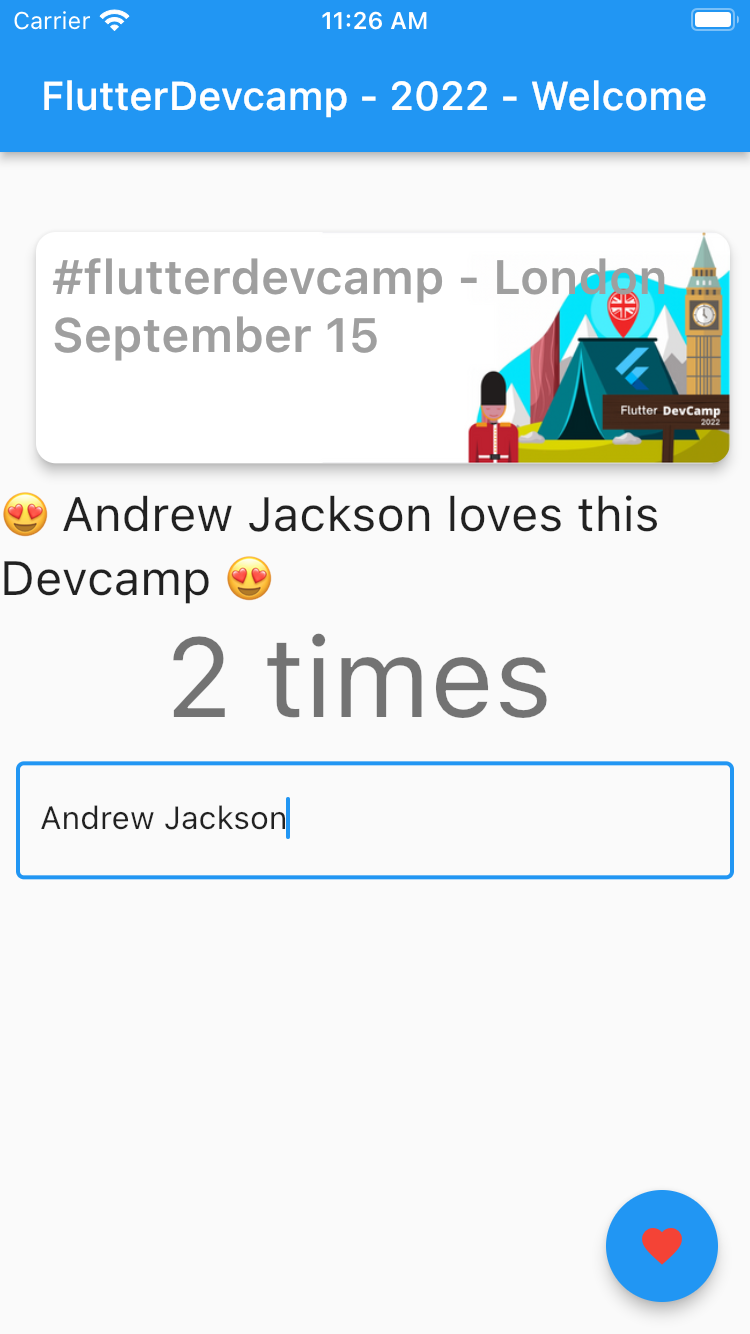 Carrier 11:26 AM
FlutterDevcamp - 2022 - Welcome
#flutterdevcamp - London
September 15
Flutter DevCamp
2022
😍 Andrew Jackson loves this
Devcamp 😍
2 times
Andrew Jackson